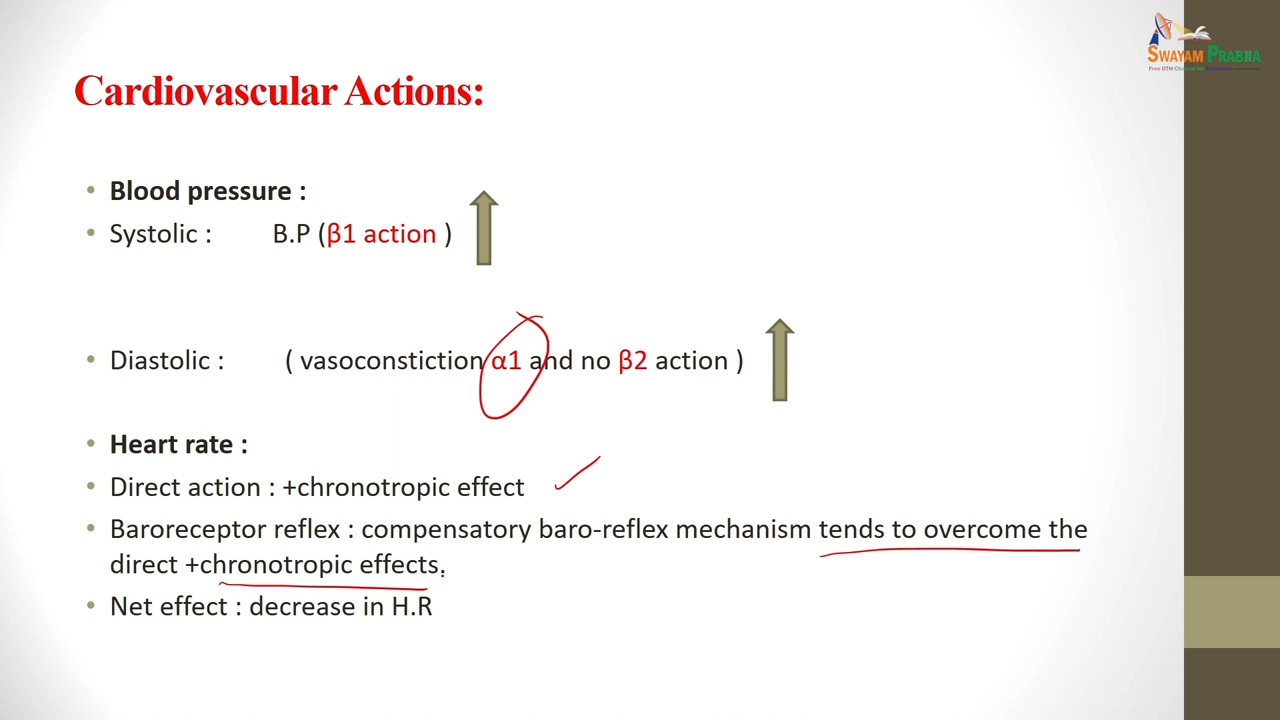 SWAYAM PRABHA
Cardiovascular Actions:
• Blood pressure :
• Systolic : B.P (β1 action )
• Diastolic : ( vasoconstiction α1 and no β2 action )
• Heart rate :
• Direct action : +chronotropic effect
• Baroreceptor reflex : compensatory baro-reflex mechanism tends to overcome the
direct +chronotropic effects.
• Net effect : decrease in H.R